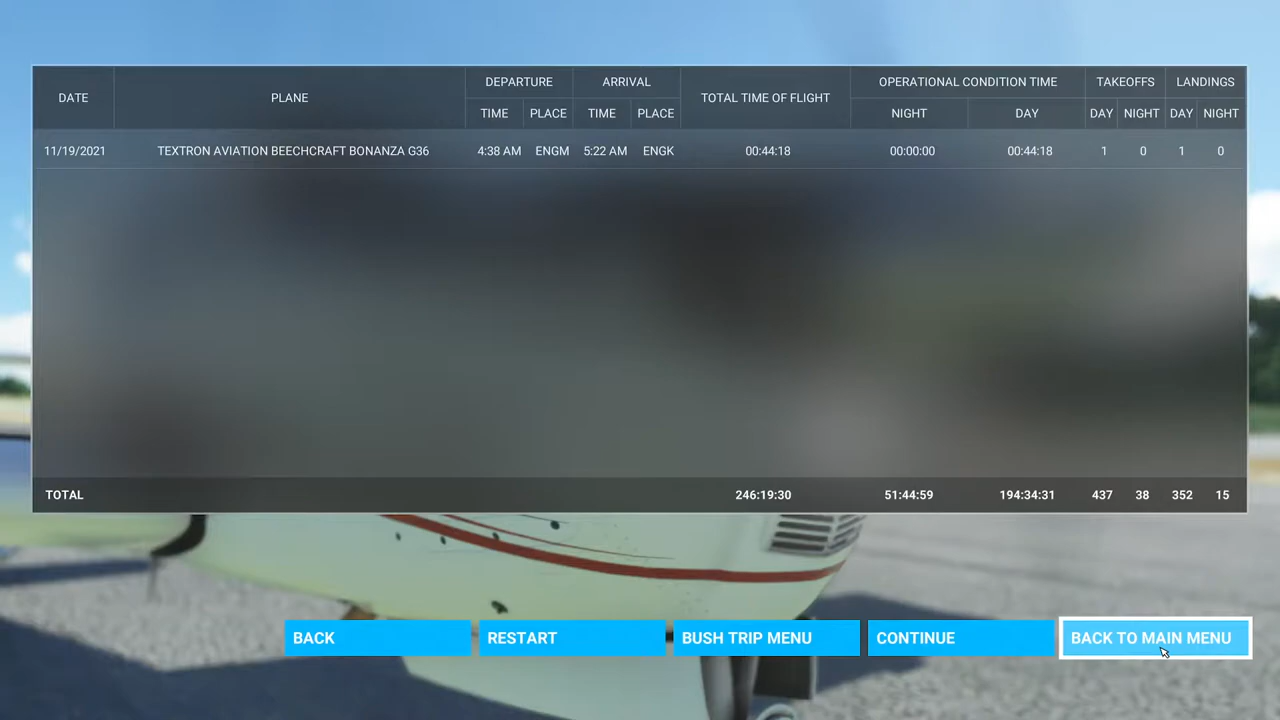 DATE PLANE DEPARTURE ARRIVAL TOTAL TIME OF FLIGHT OPERATIONAL CONDITION TIME TAKEOFFS LANDINGS
TIME PLACE TIME PLACE NIGHT DAY DAY NIGHT DAY NIGHT
11/19/2021 TEXTRON AVIATION BEECHCRAFT BONANZA G36 4:38 AM ENGM 5:22 AM ENGK 00:44:18 00:00:00 00:44:18 1 0 1 0
TOTAL 246:19:30 51:44:59 194:34:31 437 38 352 15
BACK RESTART BUSH TRIP MENU CONTINUE BACK TO MAIN MENU